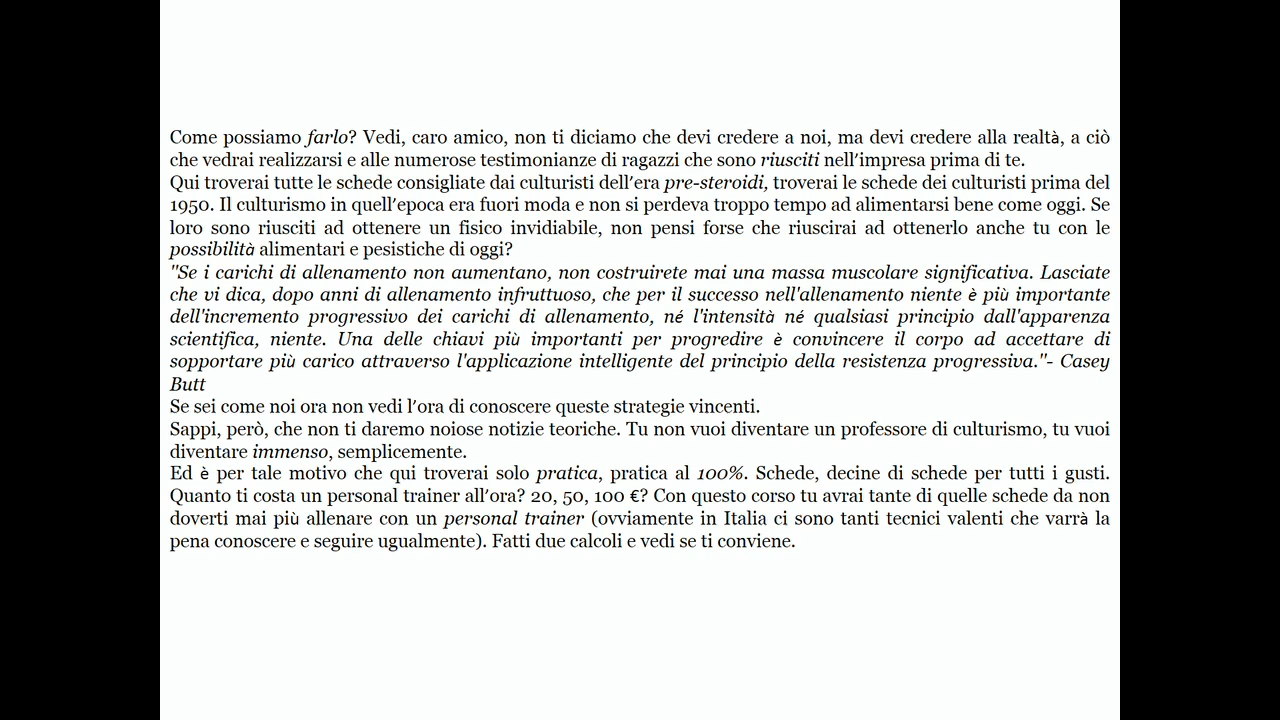 Come possiamo farlo? Vedi, caro amico, non ti diciamo che devi credere a noi, ma devi credere alla realtà, a ciò
che vedrai realizzarsi e alle numerose testimonianze di ragazzi che sono riusciti nell'impresa prima di te.
Qui troverai tutte le schede consigliate dai culturisti dell'era pre-steroidi, troverai le schede dei culturisti prima del
1950. Il culturismo in quell'epoca era fuori moda e non si perdeva troppo tempo ad alimentarsi bene come oggi. Se
loro sono riusciti ad ottenere un fisico invidiabile, non pensi forse che riuscirai ad ottenerlo anche tu con le
possibilità alimentari e pesistiche di oggi?
"Se i carichi di allenamento non aumentano, non costruirete mai una massa muscolare significativa. Lasciate
che vi dica, dopo anni di allenamento infruttuoso, che per il successo nell'allenamento niente è più importante
dell'incremento progressivo dei carichi di allenamento, né l'intensità né qualsiasi principio dall'apparenza
scientifica, niente. Una delle chiavi più importanti per progredire è convincere il corpo ad accettare di
sopportare più carico attraverso l'applicazione intelligente del principio della resistenza progressiva."- Casey
Butt
Se sei come noi ora non vedi l'ora di conoscere queste strategie vincenti.
Sappi, però, che non ti daremo noiose notizie teoriche. Tu non vuoi diventare un professore di culturismo, tu vuoi
diventare immenso, semplicemente.
Ed è per tale motivo che qui troverai solo pratica, pratica al 100%. Schede, decine di schede per tutti i gusti.
Quanto ti costa un personal trainer all'ora? 20, 50, 100 €? Con questo corso tu avrai tante di quelle schede da non
doverti mai più allenare con un personal trainer (ovviamente in Italia ci sono tanti tecnici valenti che varrà la
pena conoscere e seguire ugualmente). Fatti due calcoli e vedi se ti conviene.